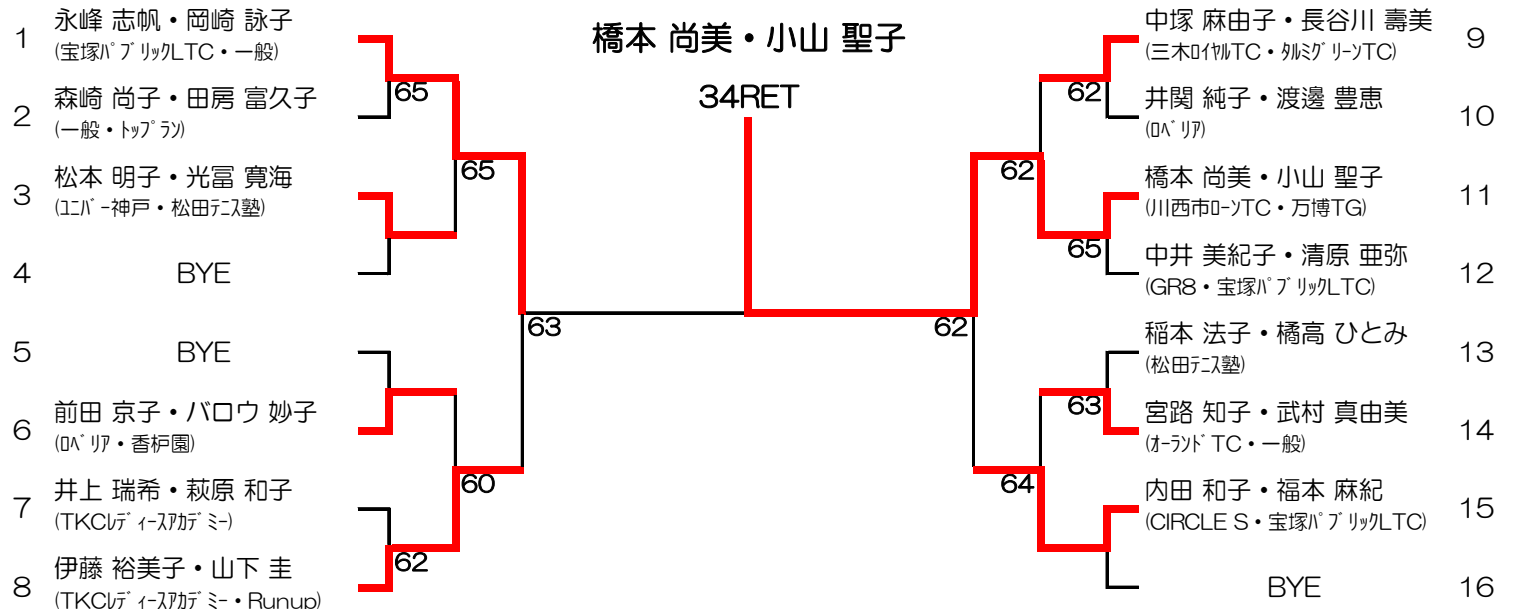 橋本 尚美・小山 聖子
34RET
1
永峰 志帆・岡崎 詠子
(宝塚ﾊﾟﾌﾞﾘｯｸLTC・一般)
65
2
森崎 尚子・田房 富久子
(一般・ﾄｯﾌﾟﾗﾝ)
65
3
松本 明子・光冨 寛海
(ﾕﾆﾊﾞｰ神戸・松田ﾃﾆｽ塾)
4
BYE
63
5
BYE
6
前田 京子・バロウ 妙子
(ﾛﾍﾞﾘｱ・香枦園)
60
7
井上 瑞希・萩原 和子
(TKCﾚﾃﾞｨｰｽｱｶﾃﾞﾐｰ)
62
8
伊藤 裕美子・山下 圭
(TKCﾚﾃﾞｨｰｽｱｶﾃﾞﾐｰ・Runup)
中塚 麻由子・長谷川 壽美
9
(三木ﾛｲﾔﾙTC・ﾀﾙﾐｸﾞﾘｰﾝTC)
62
井関 純子・渡邊 豊恵
10
(ﾛﾍﾞﾘｱ)
62
橋本 尚美・小山 聖子
11
(川西市ﾛｰﾝTC・万博TG)
65
中井 美紀子・清原 亜弥
12
(GR8・宝塚ﾊﾟﾌﾞﾘｯｸLTC)
62
稲本 法子・橘高 ひとみ
13
(松田ﾃﾆｽ塾)
63
宮路 知子・武村 真由美
14
(ｵｰﾗﾝﾄﾞTC・一般)
64
内田 和子・福本 麻紀
15
(CIRCLE S・宝塚ﾊﾟﾌﾞﾘｯｸLTC)
BYE
16